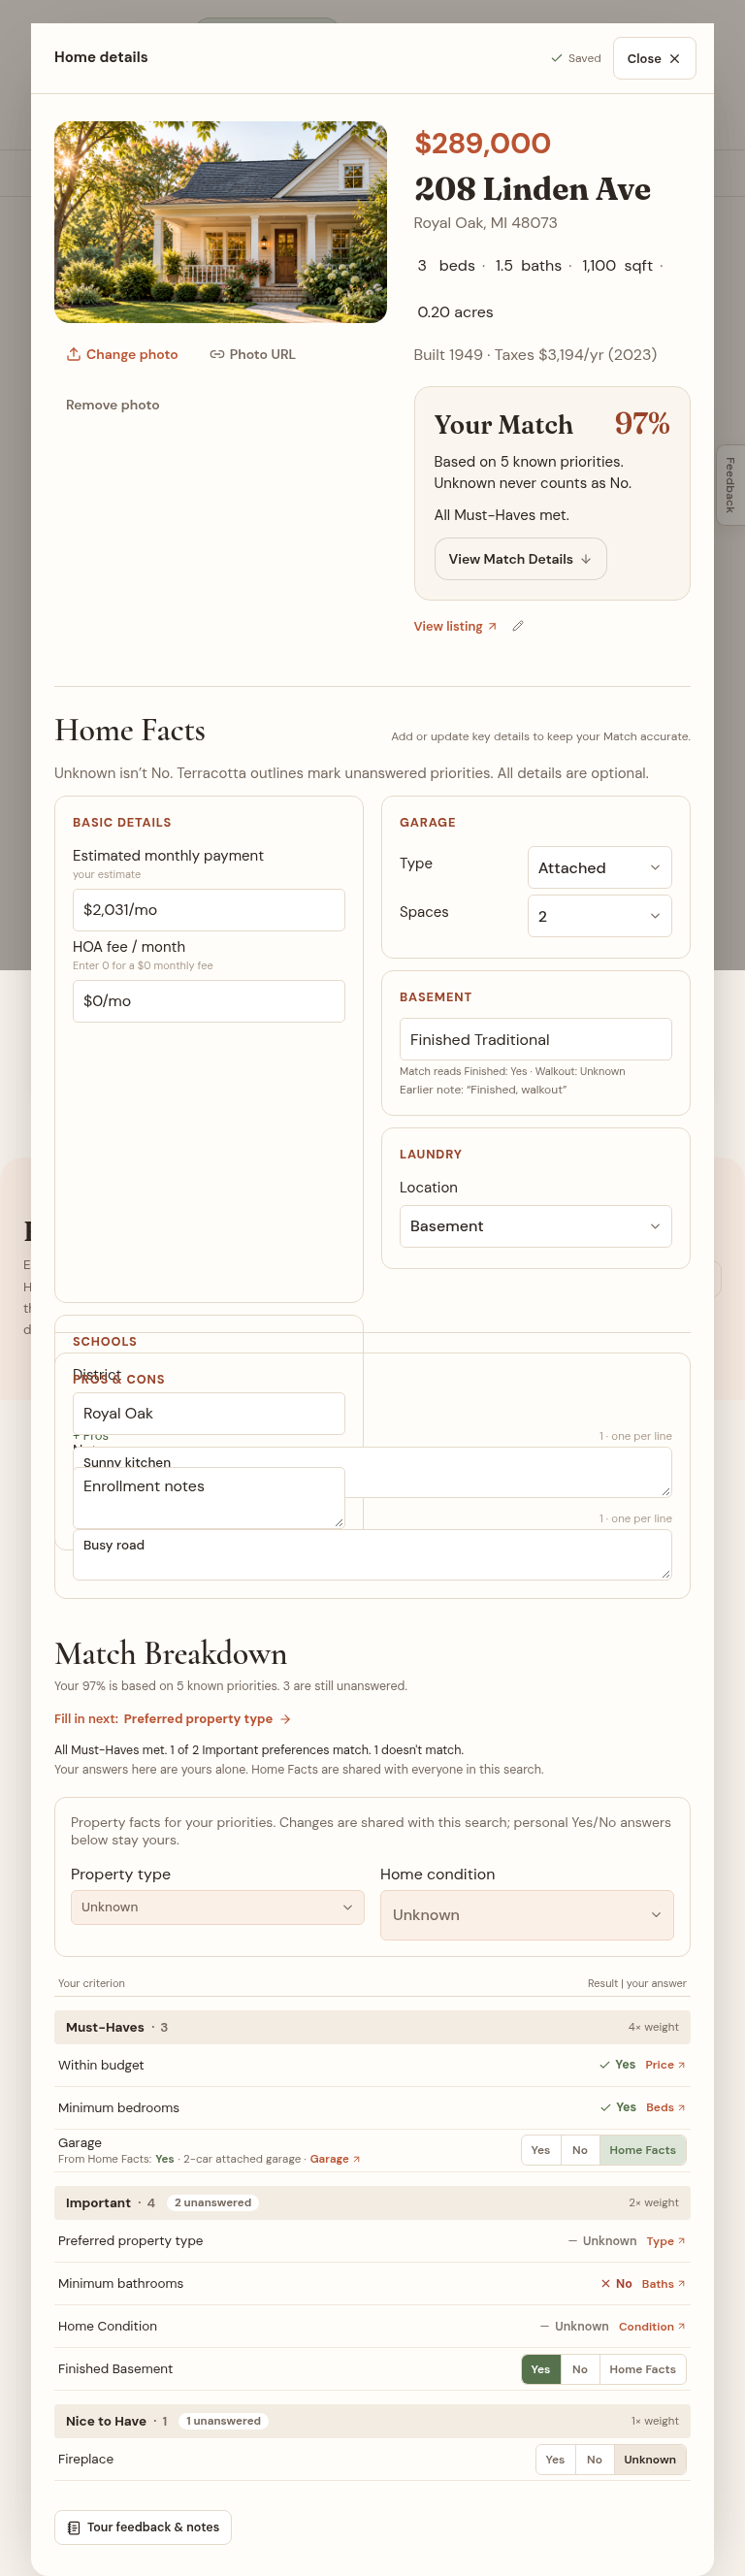 Home details
Saved
Close
$289,000
208 Linden Ave
Royal Oak, MI 48073
3 beds · 1.5 baths · 1,100 sqft ·
0.20 acres
Change photo
Photo URL
Built 1949 · Taxes $3,194/yr (2023)
Remove photo
Your Match 97%
Based on 5 known priorities.
Unknown never counts as No.
All Must-Haves met.
View Match Details
View listing
Feedback
Home Facts
Add or update key details to keep your Match accurate.
Unknown isn’t No. Terracotta outlines mark unanswered priorities. All details are optional.
BASIC DETAILS
Estimated monthly payment
your estimate
$2,031/mo
HOA fee / month
Enter 0 for a $0 monthly fee
$0/mo
GARAGE
Type
Attached
Spaces
2
BASEMENT
Finished Traditional
Match reads Finished: Yes · Walkout: Unknown
Earlier note: “Finished, walkout”
LAUNDRY
Location
Basement
SCHOOLS
District
PROS & CONS
Royal Oak
+ Pros
1 · one per line
Sunny kitchen
Enrollment notes
1 · one per line
Busy road
Match Breakdown
Your 97% is based on 5 known priorities. 3 are still unanswered.
Fill in next: Preferred property type →
All Must-Haves met. 1 of 2 Important preferences match. 1 doesn't match.
Your answers here are yours alone. Home Facts are shared with everyone in this search.
Property facts for your priorities. Changes are shared with this search; personal Yes/No answers
below stay yours.
Property type
Home condition
Unknown
Unknown
Your criterion
Result | your answer
Must-Haves · 3
4× weight
Within budget
Yes Price
Minimum bedrooms
Yes Beds
Garage
From Home Facts: Yes · 2-car attached garage · Garage
Yes No Home Facts
Important · 4 2 unanswered
2× weight
Preferred property type
— Unknown Type
Minimum bathrooms
No Baths
Home Condition
— Unknown Condition
Finished Basement
Yes No Home Facts
Nice to Have · 1 1 unanswered
1× weight
Fireplace
Yes No Unknown
Tour feedback & notes